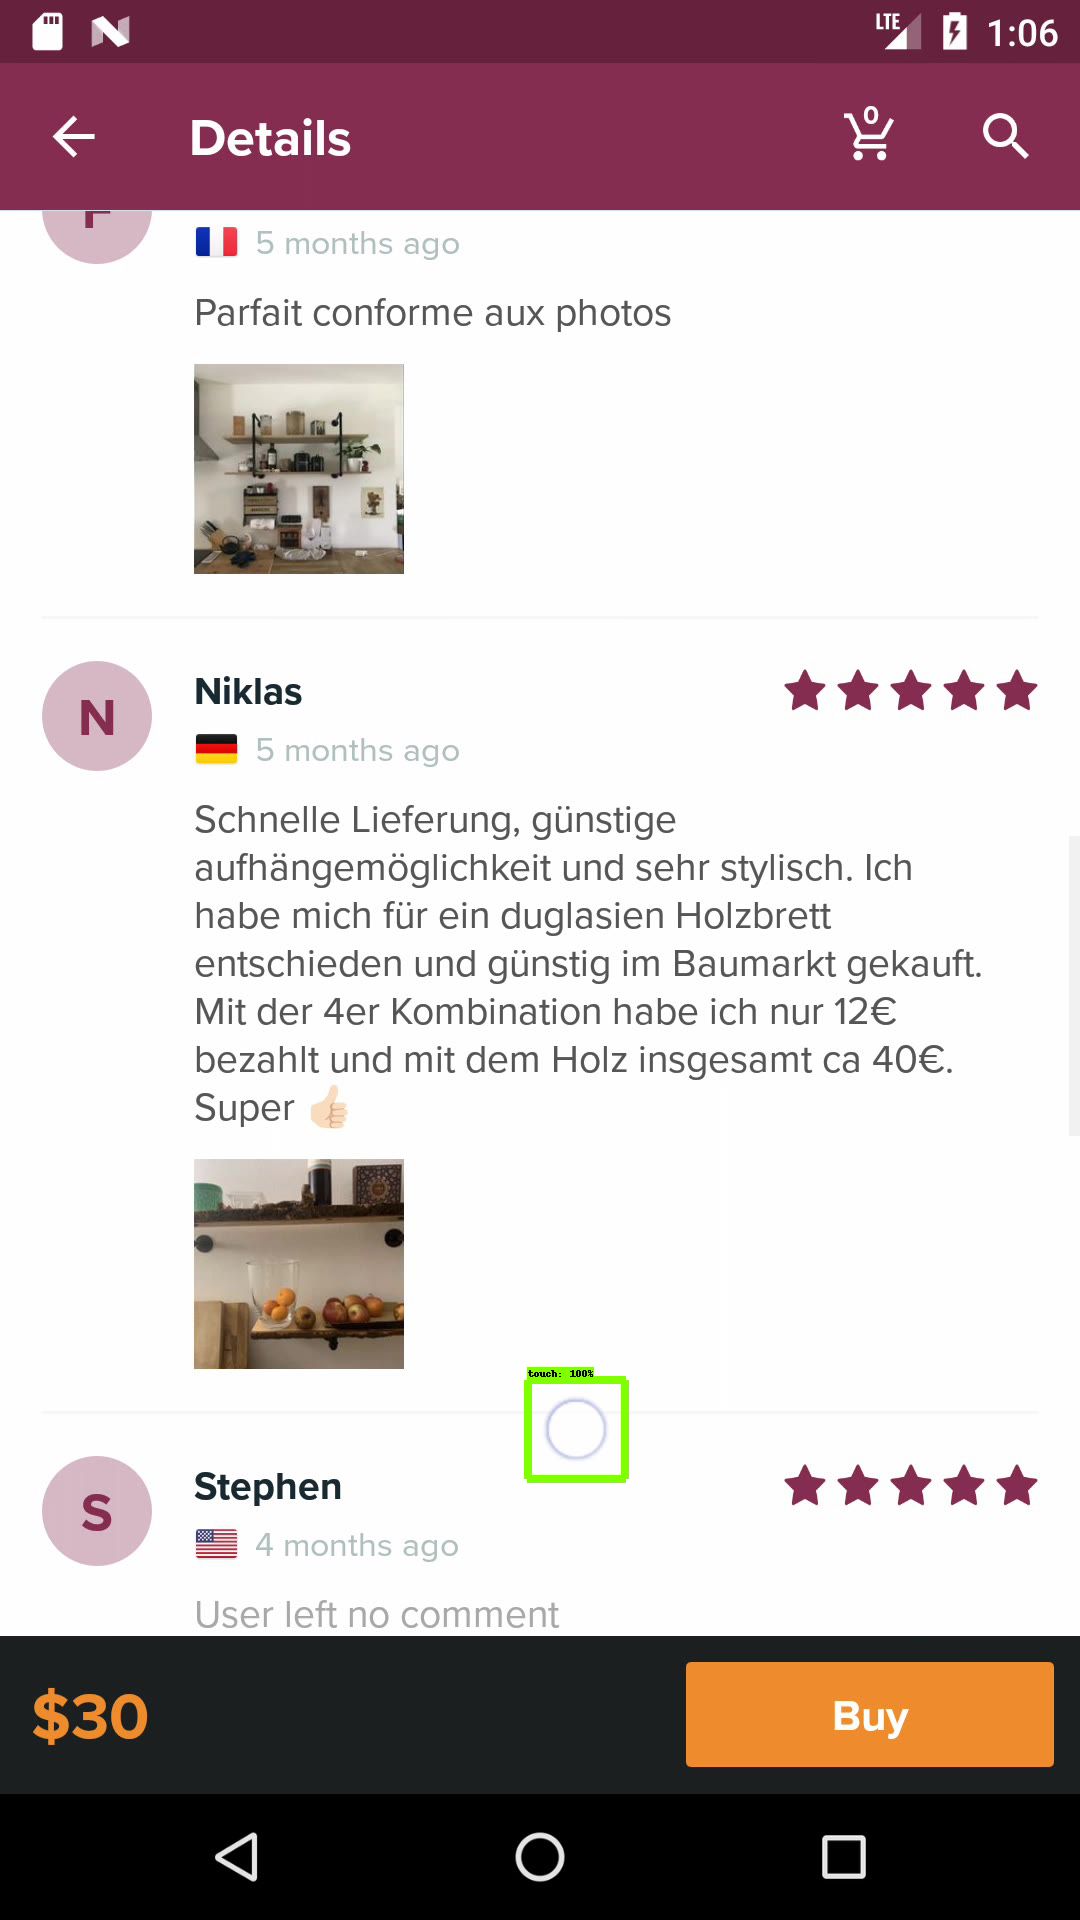 LTE 1:06
Details
0
5 months ago
Parfait conforme aux photos
N
Niklas
5 months ago
Schnelle Lieferung, günstige
aufhängemöglichkeit und sehr stylisch. Ich
habe mich für ein duglasien Holzbrett
entschieden und günstig im Baumarkt gekauft.
Mit der 4er Kombination habe ich nur 12€
bezahlt und mit dem Holz insgesamt ca 40€.
Super 👍🏻
touch: 100%
S
Stephen
4 months ago
User left no comment
$30
Buy